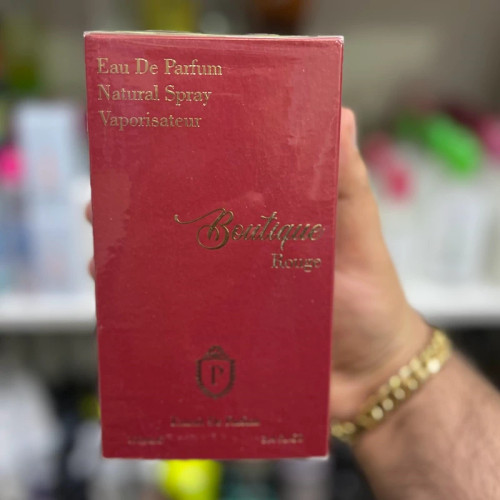 Eau De Parfum
Natural Spray
Vaporisateur
Boutique
Rouge
P